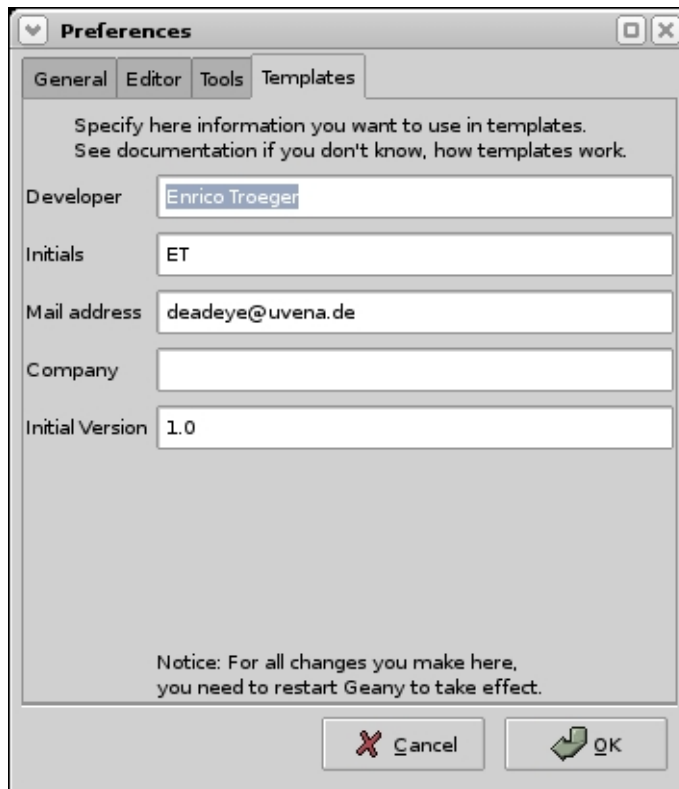 Preferences
General Editor Tools Templates
Specify here information you want to use in templates.
See documentation if you don't know, how templates work.
Developer Enrico Troeger
Initials ET
Mail address deadeye@uvena.de
Company
Initial Version 1.0
Notice: For all changes you make here,
you need to restart Geany to take effect.
Cancel OK